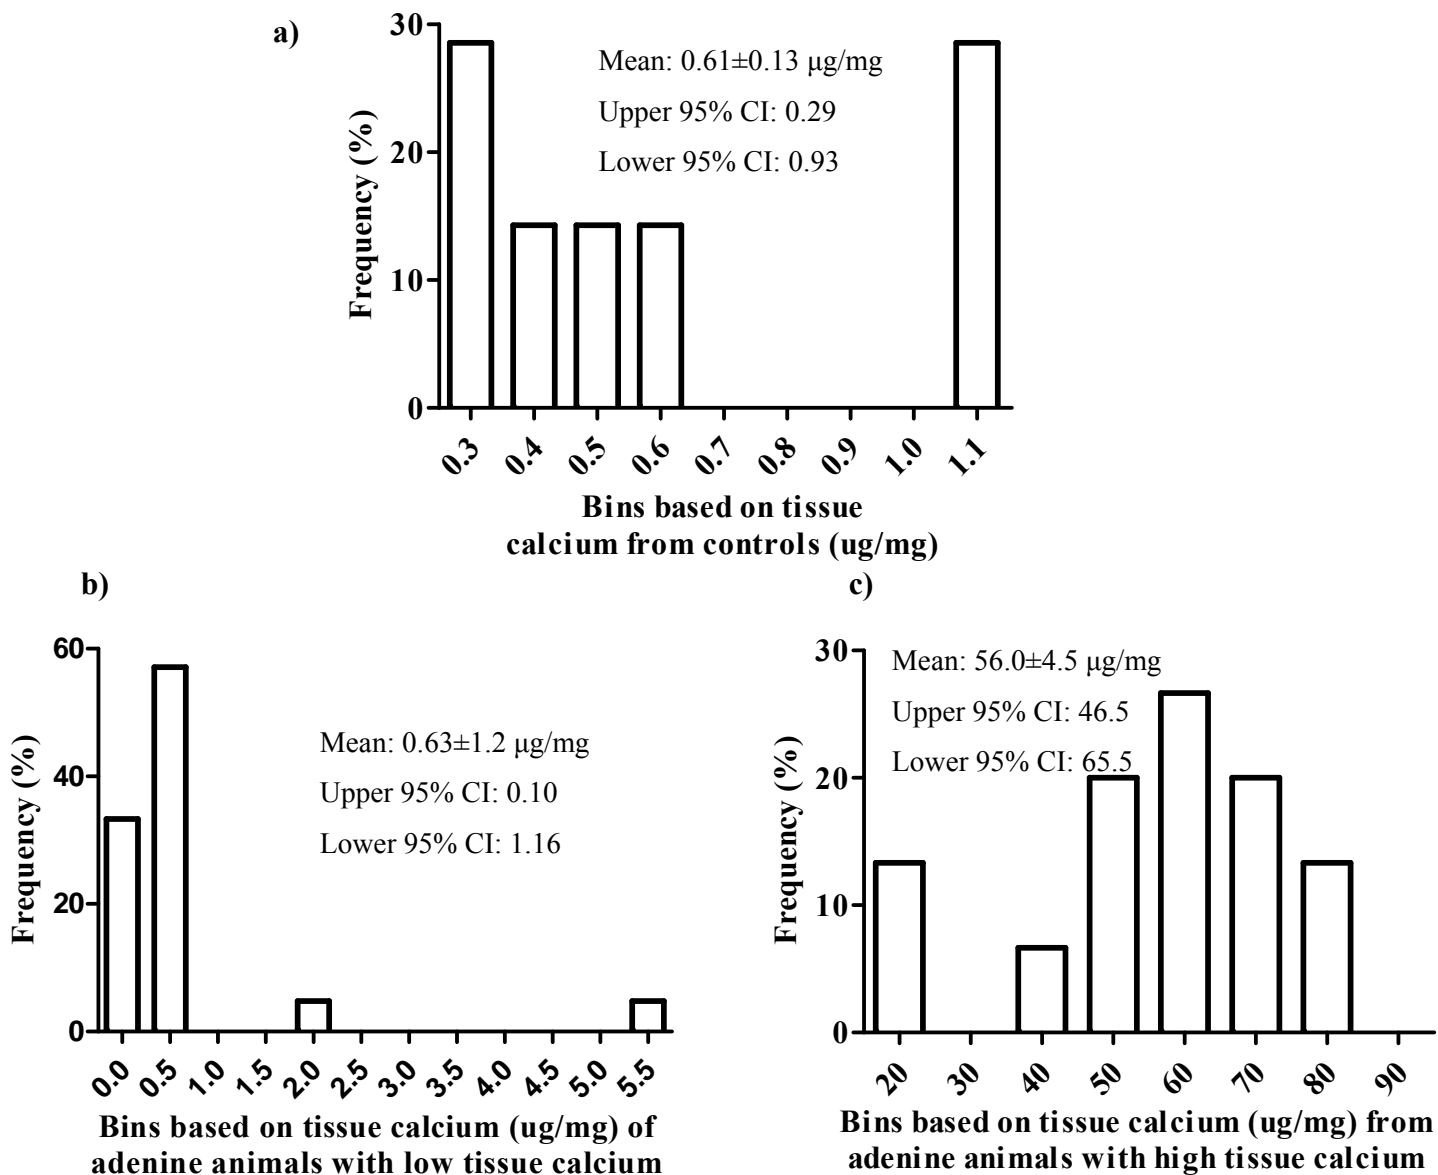 a)
Frequency (%)
30
20
10
0
Mean: 0.61±0.13 µg/mg
Upper 95% CI: 0.29
Lower 95% CI: 0.93
0.3 0.4 0.5 0.6 0.7 0.8 0.9 1.0 1.1
Bins based on tissue
calcium from controls (ug/mg)
b)
Frequency (%)
60
40
20
0
Mean: 0.63±1.2 µg/mg
Upper 95% CI: 0.10
Lower 95% CI: 1.16
0.0 0.5 1.0 1.5 2.0 2.5 3.0 3.5 4.0 4.5 5.0 5.5
Bins based on tissue calcium (ug/mg) of
adenine animals with low tissue calcium
c)
Frequency (%)
30
20
10
0
Mean: 56.0±4.5 µg/mg
Upper 95% CI: 46.5
Lower 95% CI: 65.5
20 30 40 50 60 70 80 90
Bins based on tissue calcium (ug/mg) from
adenine animals with high tissue calcium